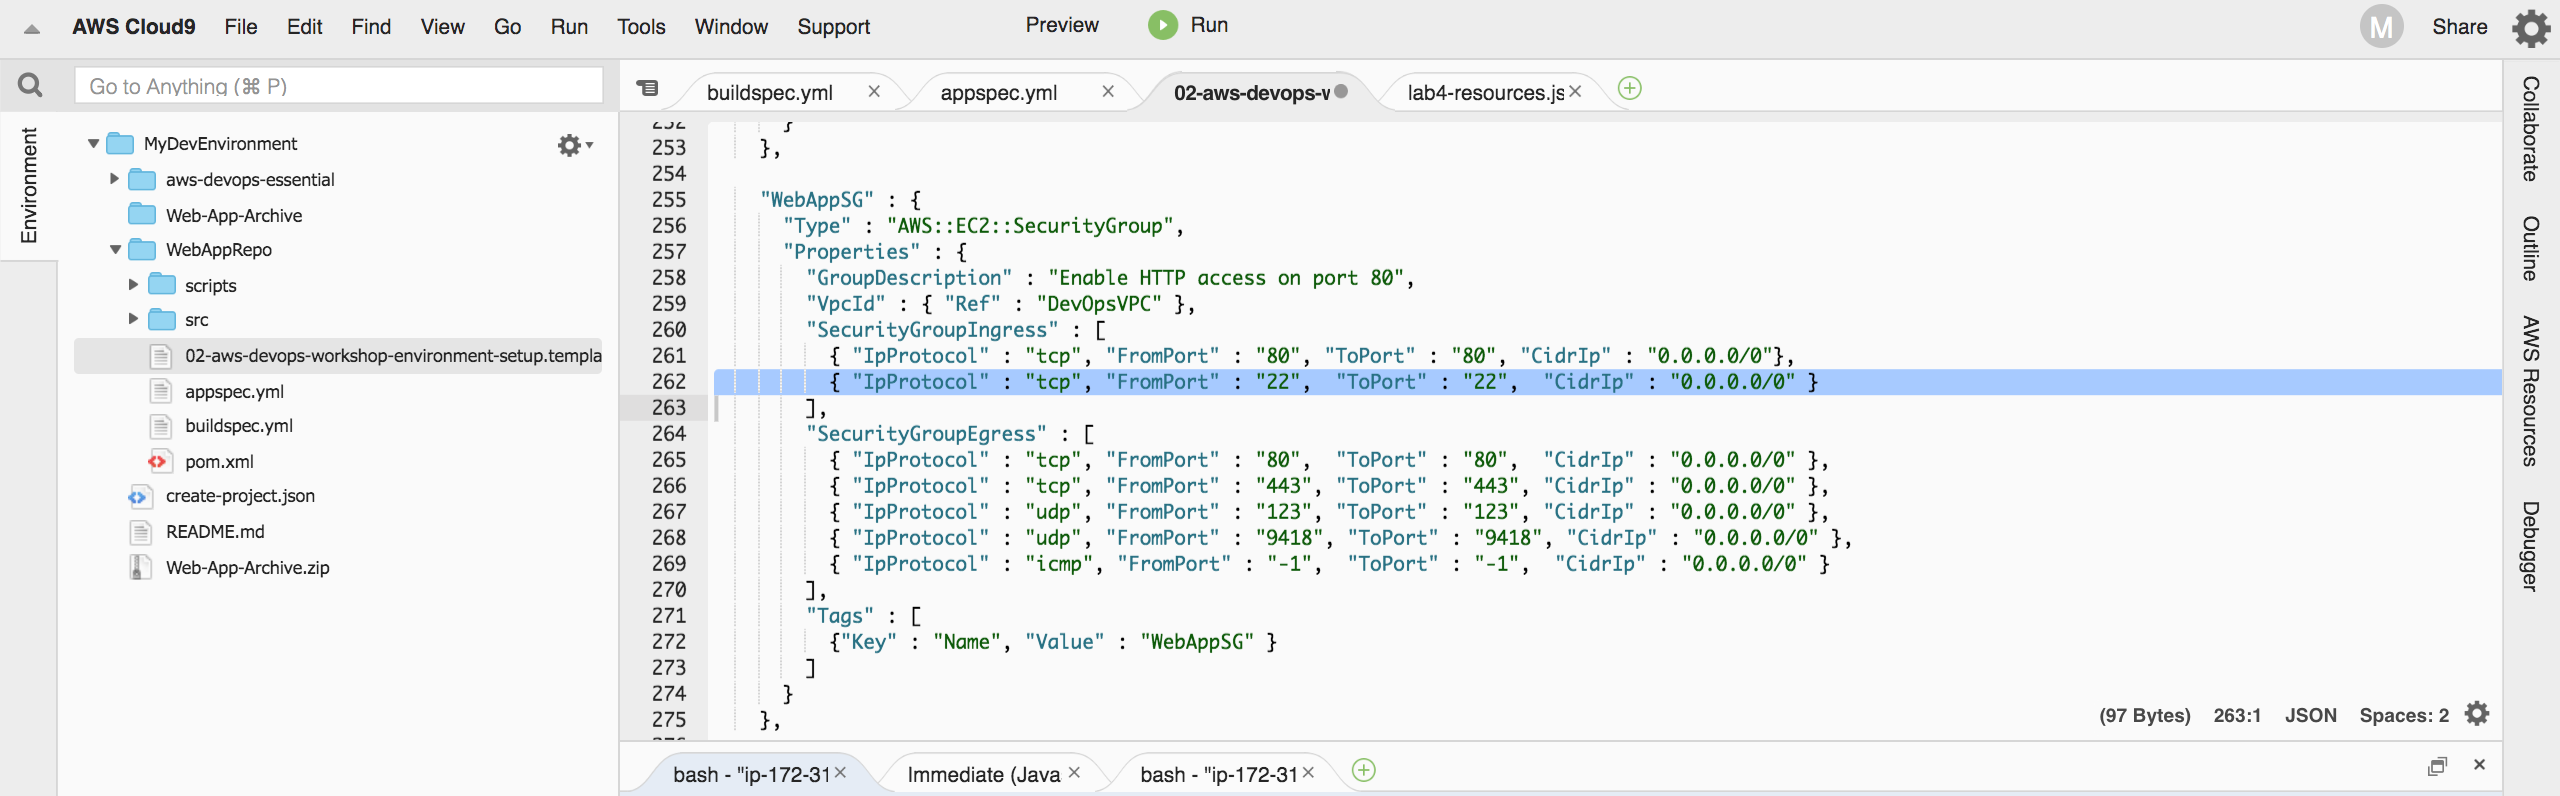 AWS Cloud9 File Edit Find View Go Run Tools Window Support Preview Run M Share
Go to Anything (⌘ P)
buildspec.yml appspec.yml 02-aws-devops-w lab4-resources.js
Environment
MyDevEnvironment
aws-devops-essential
Web-App-Archive
WebAppRepo
scripts
src
02-aws-devops-workshop-environment-setup.templa
appspec.yml
buildspec.yml
pom.xml
create-project.json
README.md
Web-App-Archive.zip
252 }
253 },
254
255 "WebAppSG" : {
256 "Type" : "AWS::EC2::SecurityGroup",
257 "Properties" : {
258 "GroupDescription" : "Enable HTTP access on port 80",
259 "VpcId" : { "Ref" : "DevOpsVPC" },
260 "SecurityGroupIngress" : [
261 { "IpProtocol" : "tcp", "FromPort" : "80", "ToPort" : "80", "CidrIp" : "0.0.0.0/0"},
262 { "IpProtocol" : "tcp", "FromPort" : "22", "ToPort" : "22", "CidrIp" : "0.0.0.0/0" }
263 ],
264 "SecurityGroupEgress" : [
265 { "IpProtocol" : "tcp", "FromPort" : "80", "ToPort" : "80", "CidrIp" : "0.0.0.0/0" },
266 { "IpProtocol" : "tcp", "FromPort" : "443", "ToPort" : "443", "CidrIp" : "0.0.0.0/0" },
267 { "IpProtocol" : "udp", "FromPort" : "123", "ToPort" : "123", "CidrIp" : "0.0.0.0/0" },
268 { "IpProtocol" : "udp", "FromPort" : "9418", "ToPort" : "9418", "CidrIp" : "0.0.0.0/0" },
269 { "IpProtocol" : "icmp", "FromPort" : "-1", "ToPort" : "-1", "CidrIp" : "0.0.0.0/0" }
270 ],
271 "Tags" : [
272 {"Key" : "Name", "Value" : "WebAppSG" }
273 ]
274 }
275 },
(97 Bytes) 263:1 JSON Spaces: 2
bash - "ip-172-31 Immediate (Java bash - "ip-172-31
Collaborate
Outline
AWS Resources
Debugger